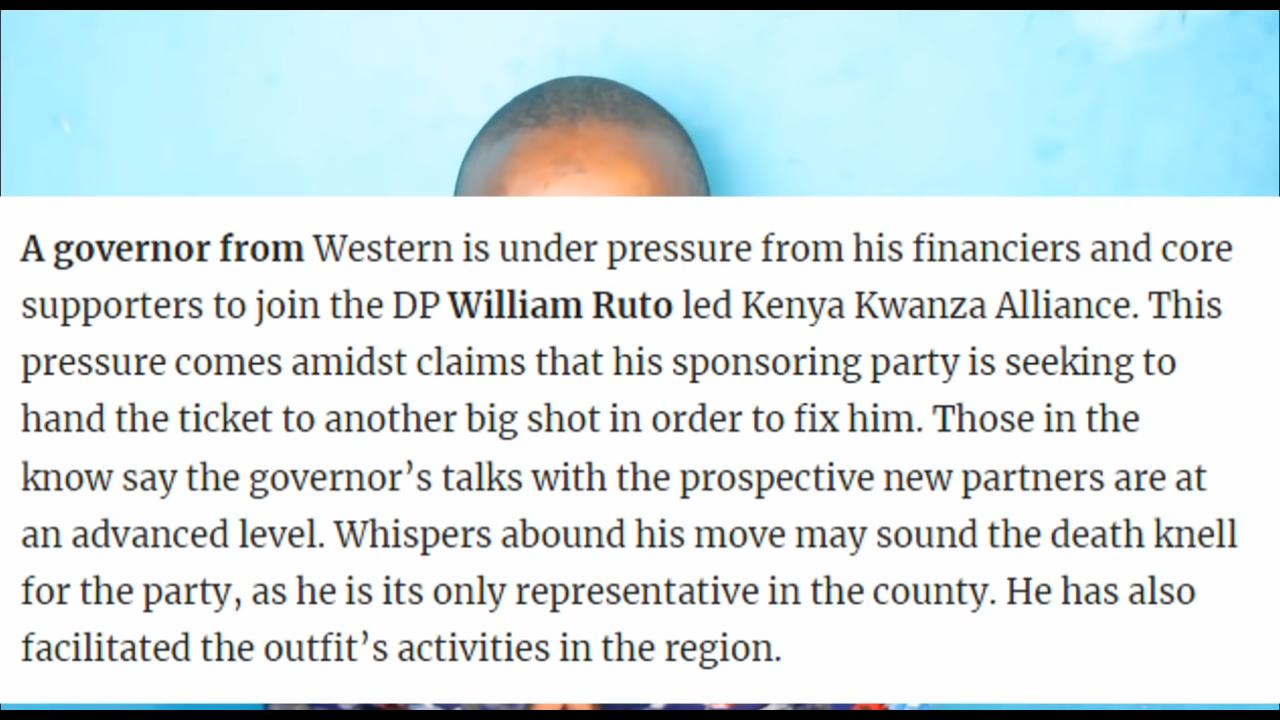 A governor from Western is under pressure from his financiers and core
supporters to join the DP William Ruto led Kenya Kwanza Alliance. This
pressure comes amidst claims that his sponsoring party is seeking to
hand the ticket to another big shot in order to fix him. Those in the
know say the governor’s talks with the prospective new partners are at
an advanced level. Whispers abound his move may sound the death knell
for the party, as he is its only representative in the county. He has also
facilitated the outfit’s activities in the region.